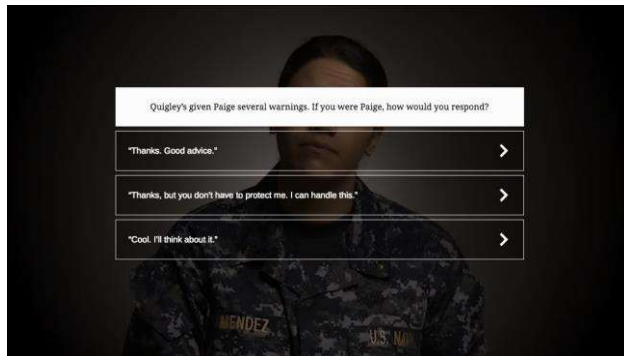 Quigley's given Paige several warnings. If you were Paige, how would you respond?
"Thanks. Good advice."
"Thanks, but you don't have to protect me. I can handle this."
"Cool. I'll think about it."
MENDEZ
U.S. NAVY